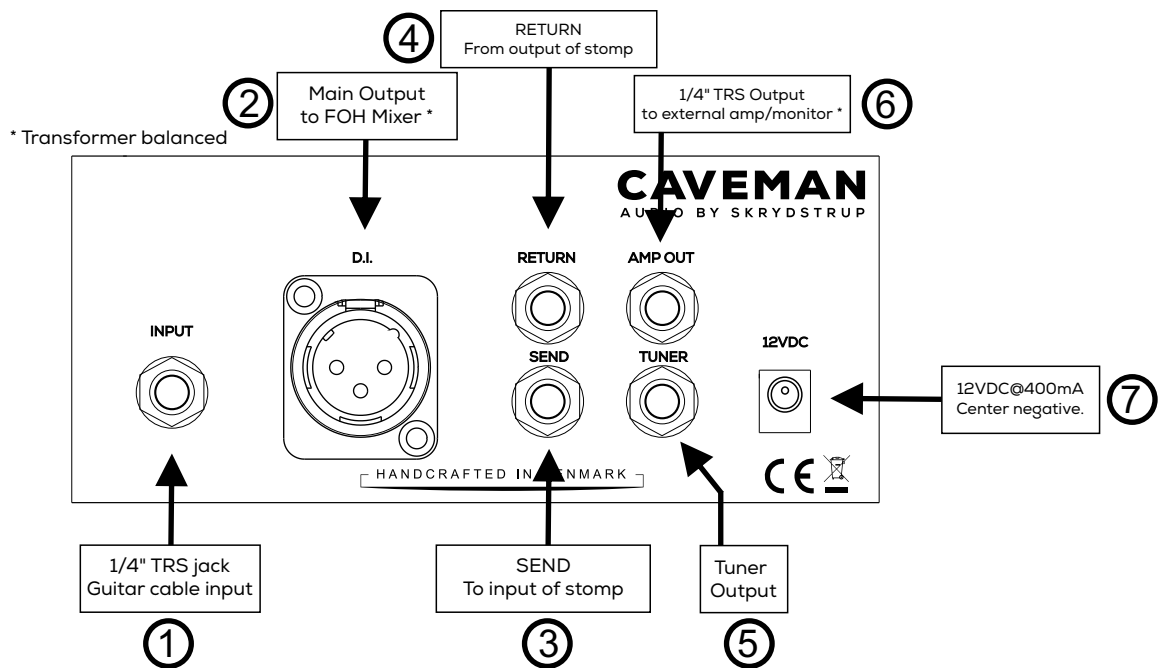 4
RETURN
From output of stomp
2
Main Output
to FOH Mixer *
1/4" TRS Output
to external amp/monitor *
6
* Transformer balanced
CAVEMAN
AUDIO BY SKRYDSTRUP
D.I.
RETURN
AMP OUT
INPUT
SEND
TUNER
12VDC
12VDC@400mA
Center negative.
7
HANDCRAFTED IN DENMARK
CE
1/4" TRS jack
Guitar cable input
SEND
To input of stomp
Tuner
Output
1
3
5